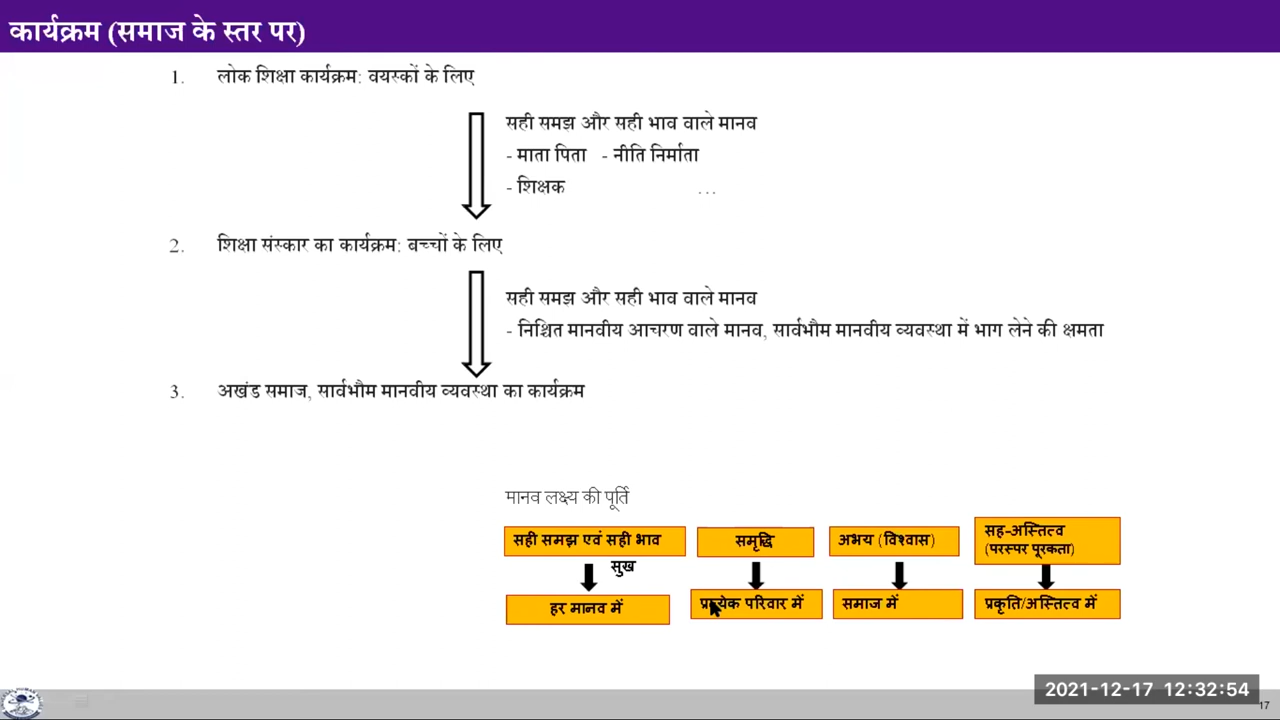 कार्यक्रम (समाज के स्तर पर)
1. लोक शिक्षा कार्यक्रम: वयस्कों के लिए
सही समझ और सही भाव वाले मानव
- माता पिता - नीति निर्माता
- शिक्षक ...
2. शिक्षा संस्कार का कार्यक्रम: बच्चों के लिए
सही समझ और सही भाव वाले मानव
- निश्चित मानवीय आचरण वाले मानव, सार्वभौम मानवीय व्यवस्था में भाग लेने की क्षमता
3. अखंड समाज, सार्वभौम मानवीय व्यवस्था का कार्यक्रम
मानव लक्ष्य की पूर्ति
सही समझ एवं सही भाव
समृद्धि
अभय (विश्वास)
सह-अस्तित्व
(परस्पर पूरकता)
सुख
हर मानव में
प्रत्येक परिवार में
समाज में
प्रकृति/अस्तित्व में
2021-12-17 12:32:54
17